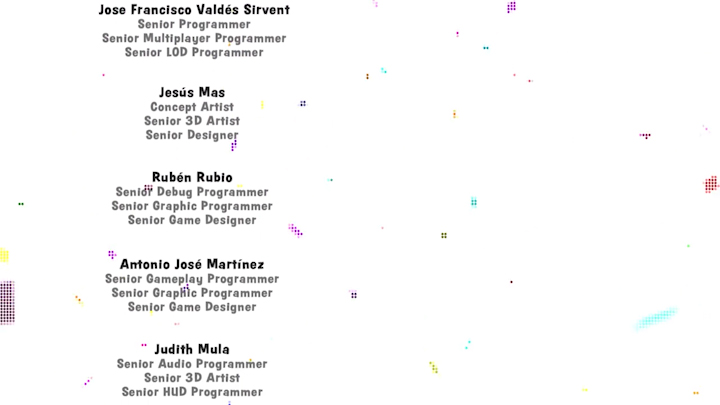 Jose Francisco Valdés Sirvent
Senior Programmer
Senior Multiplayer Programmer
Senior LOD Programmer
Jesús Mas
Concept Artist
Senior 3D Artist
Senior Designer
Rubén Rubio
Senior Debug Programmer
Senior Graphic Programmer
Senior Game Designer
Antonio José Martínez
Senior Gameplay Programmer
Senior Graphic Programmer
Senior Game Designer
Judith Mula
Senior Audio Programmer
Senior 3D Artist
Senior HUD Programmer